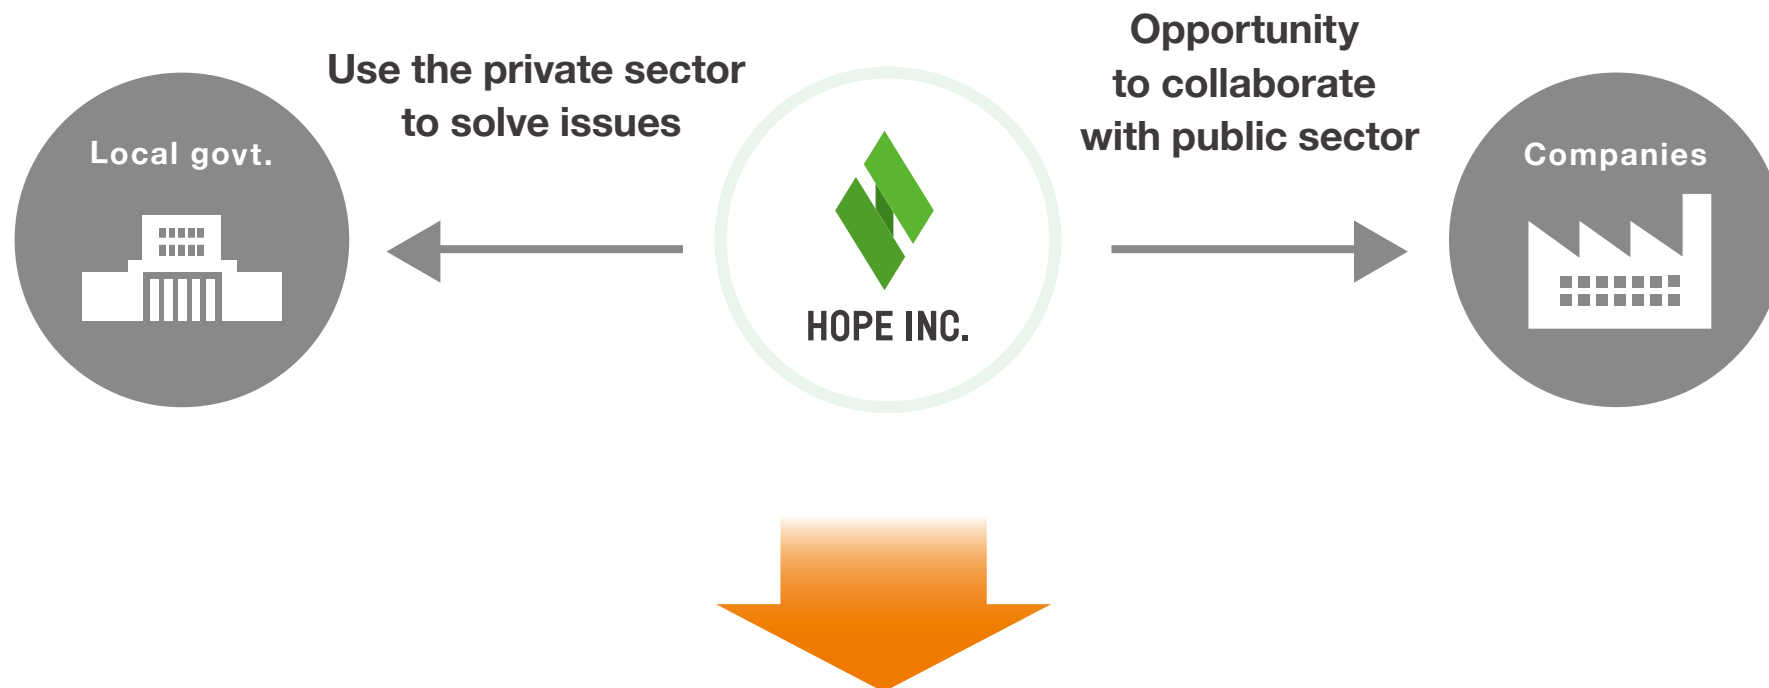 Local govt.
Use the private sector
to solve issues
HOPE INC.
Opportunity
to collaborate
with public sector
Companies